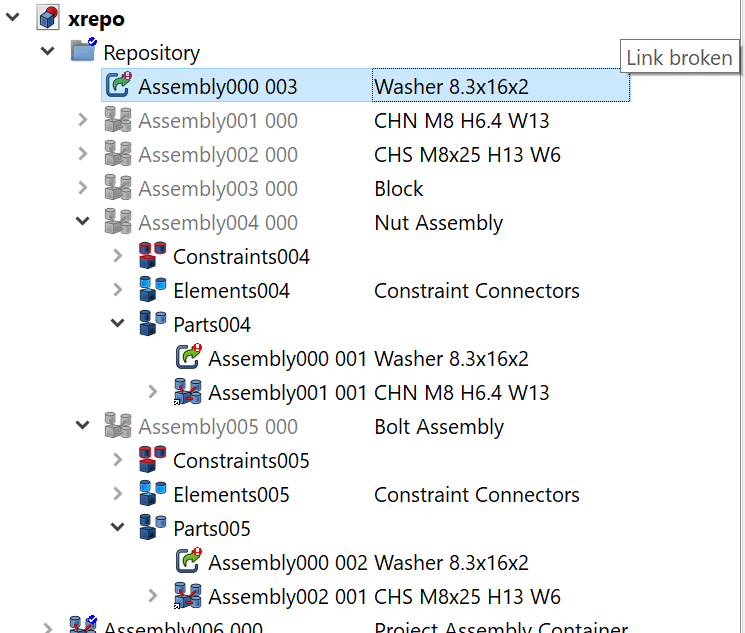 xrepo
Repository
Link broken
Assembly000 003 Washer 8.3x16x2
Assembly001 000 CHN M8 H6.4 W13
Assembly002 000 CHS M8x25 H13 W6
Assembly003 000 Block
Assembly004 000 Nut Assembly
Constraints004
Elements004 Constraint Connectors
Parts004
Assembly000 001 Washer 8.3x16x2
Assembly001 001 CHN M8 H6.4 W13
Assembly005 000 Bolt Assembly
Constraints005
Elements005 Constraint Connectors
Parts005
Assembly000 002 Washer 8.3x16x2
Assembly002 001 CHS M8x25 H13 W6
Assembly006 000 Project Assembly Container